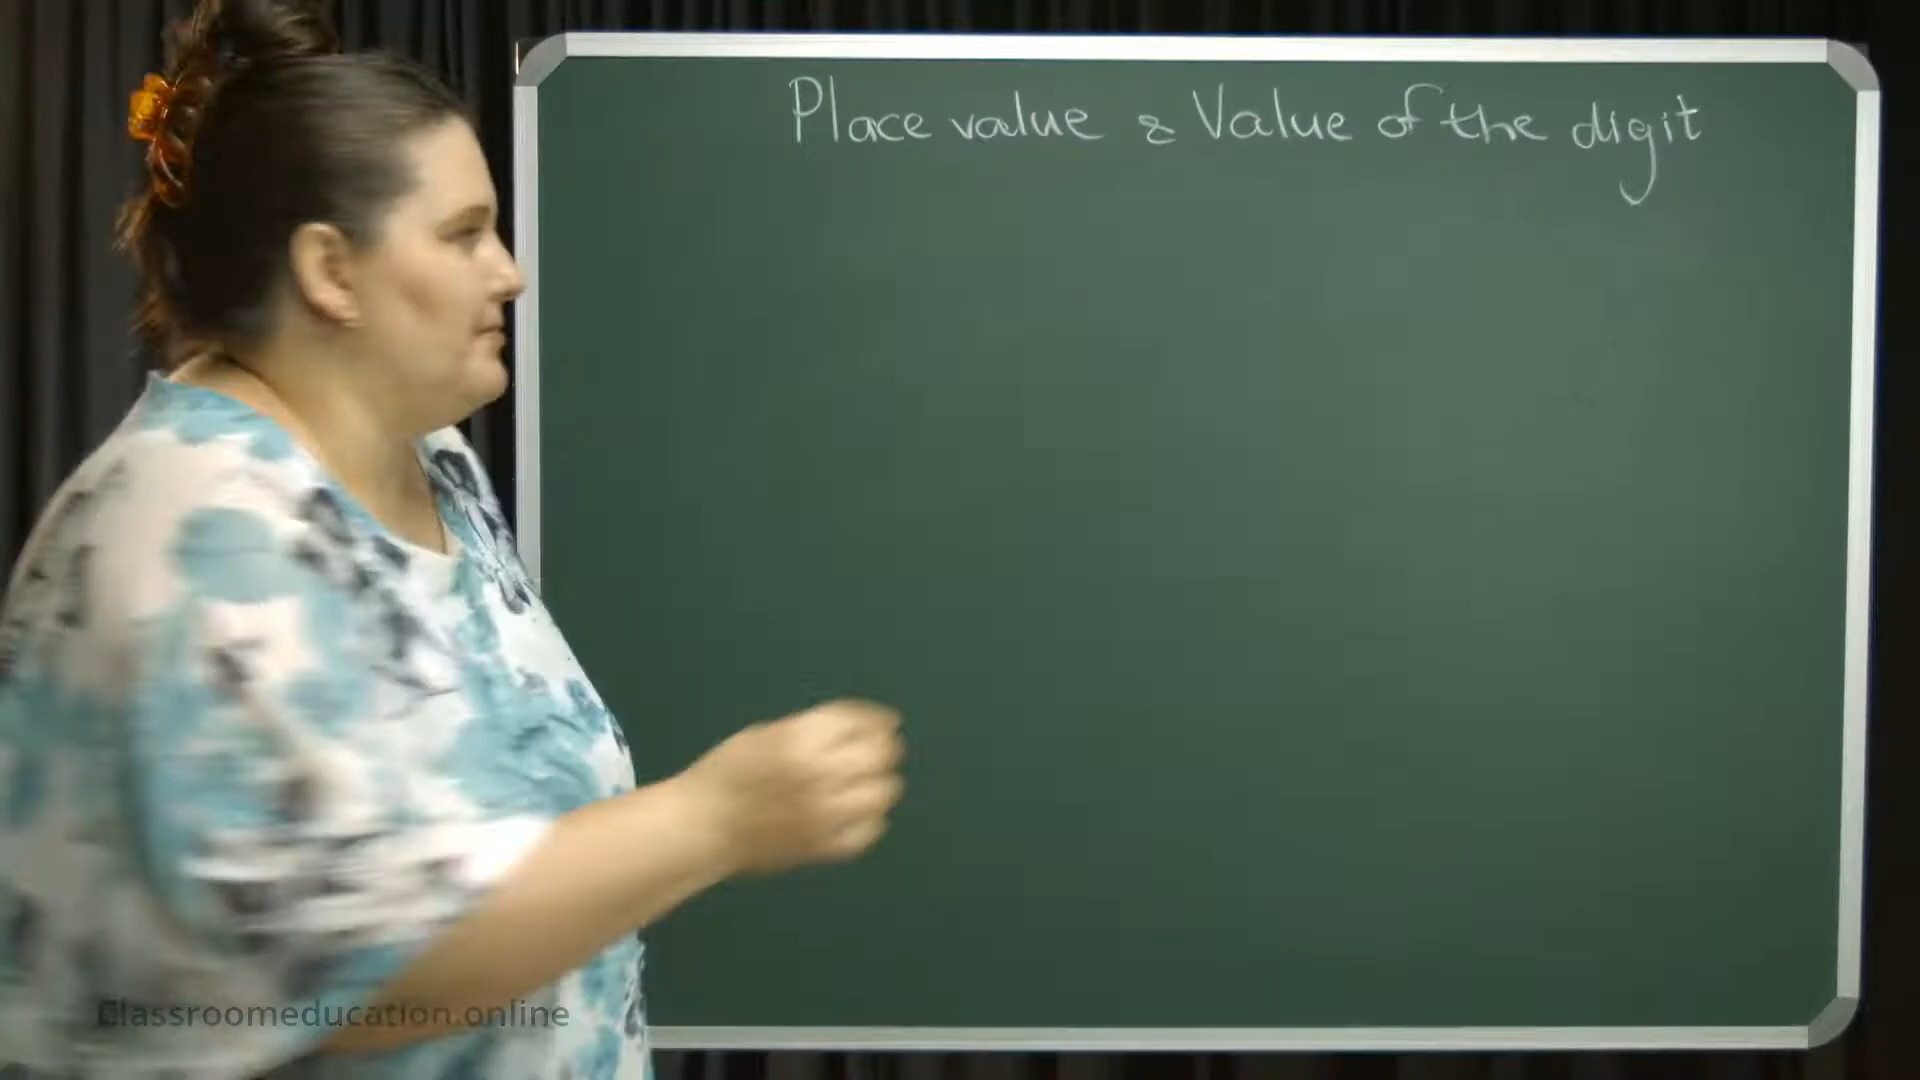 Place value & Value of the digit
Classroomeducation.online